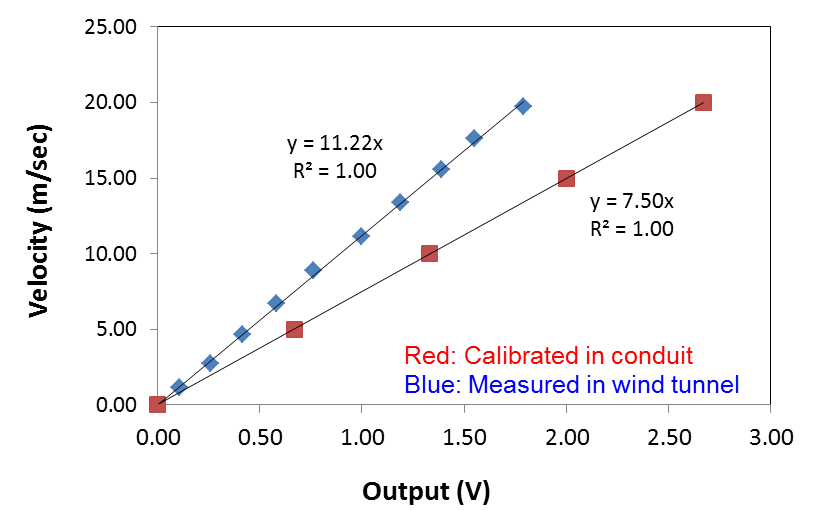 25.00
20.00
15.00
10.00
5.00
0.00
Velocity (m/sec)
y = 11.22x
R² = 1.00
y = 7.50x
R² = 1.00
Red: Calibrated in conduit
Blue: Measured in wind tunnel
0.00 0.50 1.00 1.50 2.00 2.50 3.00
Output (V)